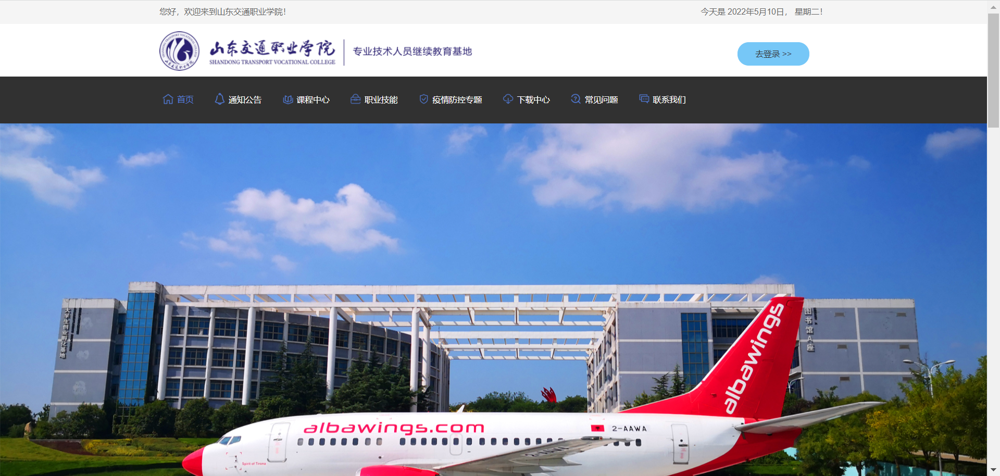 您好，欢迎来到山东交通职业学院！
今天是 2022年5月10日， 星期二！
山东交通职业学院
SHANDONG TRANSPORT VOCATIONAL COLLEGE
专业技术人员继续教育基地
去登录 >>
首页
通知公告
课程中心
职业技能
疫情防控专题
下载中心
常见问题
联系我们
大学生创业孵化基地
图书馆A座
albawings
albawings.com
2-AAWA
Spirit of Tirana